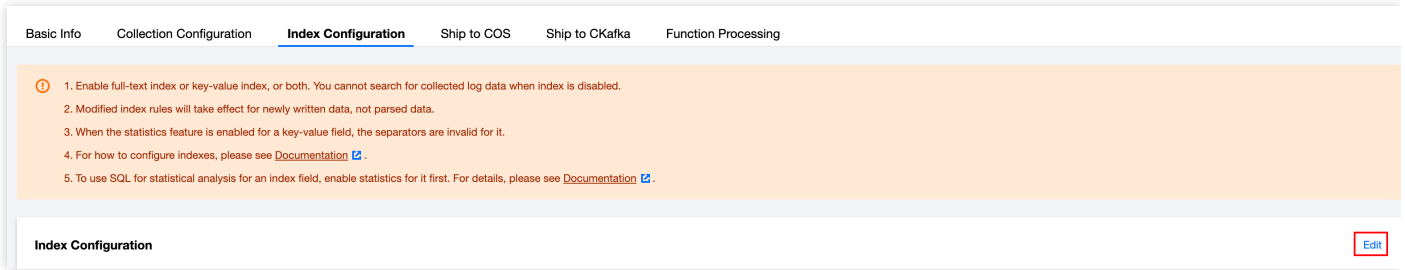 Basic Info Collection Configuration Index Configuration Ship to COS Ship to CKafka Function Processing
1. Enable full-text index or key-value index, or both. You cannot search for collected log data when index is disabled.
2. Modified index rules will take effect for newly written data, not parsed data.
3. When the statistics feature is enabled for a key-value field, the separators are invalid for it.
4. For how to configure indexes, please see Documentation .
5. To use SQL for statistical analysis for an index field, enable statistics for it first. For details, please see Documentation .
Index Configuration Edit